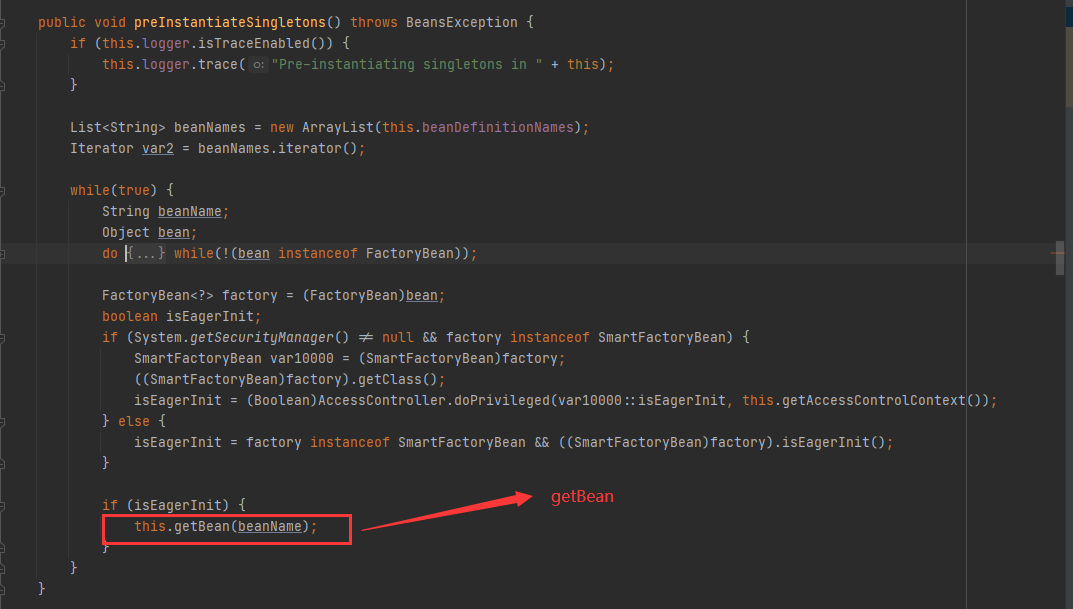 public void preInstantiateSingletons() throws BeansException {
if (this.logger.isTraceEnabled()) {
this.logger.trace( o: "Pre-instantiating singletons in " + this);
}
List<String> beanNames = new ArrayList(this.beanDefinitionNames);
Iterator var2 = beanNames.iterator();
while(true) {
String beanName;
Object bean;
do {...} while(!(bean instanceof FactoryBean));
FactoryBean<?> factory = (FactoryBean)bean;
boolean isEagerInit;
if (System.getSecurityManager() ≠ null && factory instanceof SmartFactoryBean) {
SmartFactoryBean var10000 = (SmartFactoryBean)factory;
((SmartFactoryBean)factory).getClass();
isEagerInit = (Boolean)AccessController.doPrivileged(var10000::isEagerInit, this.getAccessControlContext());
} else {
isEagerInit = factory instanceof SmartFactoryBean && ((SmartFactoryBean)factory).isEagerInit();
}
if (isEagerInit) {
getBean
this.getBean(beanName);
}
}
}